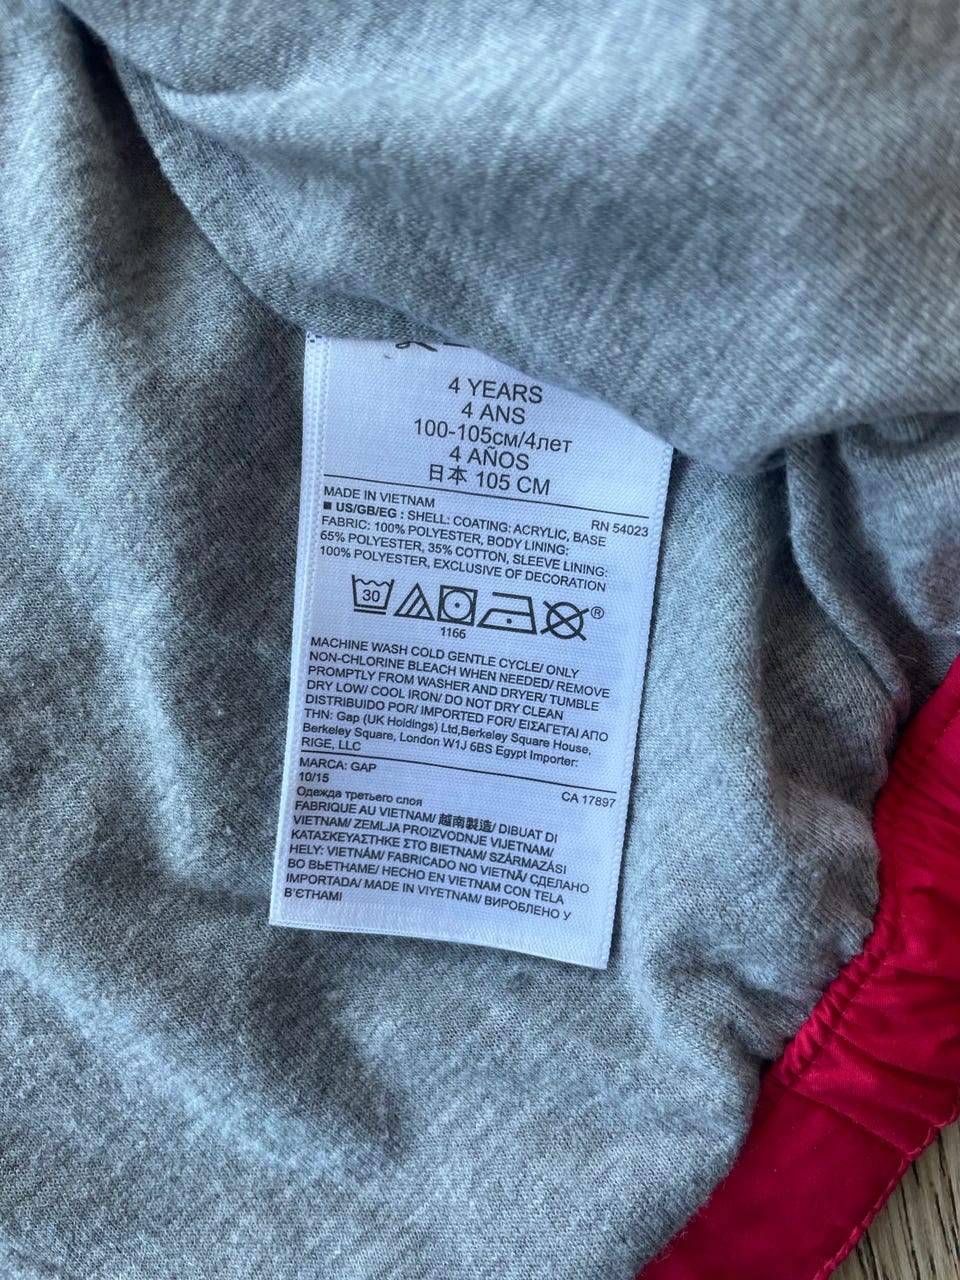 4 YEARS
4 ANS
100-105см/4лет
4 AÑOS
日本 105 CM
MADE IN VIETNAM
RN 54023
■ US/GB/EG : SHELL: COATING: ACRYLIC, BASE
FABRIC: 100% POLYESTER, BODY LINING:
65% POLYESTER, 35% COTTON, SLEEVE LINING:
100% POLYESTER, EXCLUSIVE OF DECORATION
30
®
1166
MACHINE WASH COLD GENTLE CYCLE/ ONLY
NON-CHLORINE BLEACH WHEN NEEDED/ REMOVE
PROMPTLY FROM WASHER AND DRYER/ TUMBLE
DRY LOW/ COOL IRON/ DO NOT DRY CLEAN
DISTRIBUIDO POR/ IMPORTED FOR/ ΕΙΣΑΓΕΤΑΙ ΑΠΟ
ΤΗΝ: Gap (UK Holdings) Ltd,Berkeley Square House,
Berkeley Square, London W1J 6BS Egypt Importer:
RIGE, LLC
MARCA: GAP
10/15
CA 17897
Одежда третьего слоя
FABRIQUE AU VIETNAM/ 越南製造/ DIBUAT DI
VIETNAM/ ZEMLJA PROIZVODNJE VIJETNAM/
ΚΑΤΑΣΚΕΥΑΣΤΗΚΕ ΣΤΟ ΒΙΕΤΝΑΜ/ SZÁRMAZÁSI
HELY: VIETNÁM/ FABRICADO NO VIETNÃ/ СДЕЛАНО
ВО ВЬЕТНАМЕ/ HECHO EN VIETNAM CON TELA
IMPORTADA/ MADE IN VIYETNAM/ ВИРОБЛЕНО У
В'ЄТНАМІ